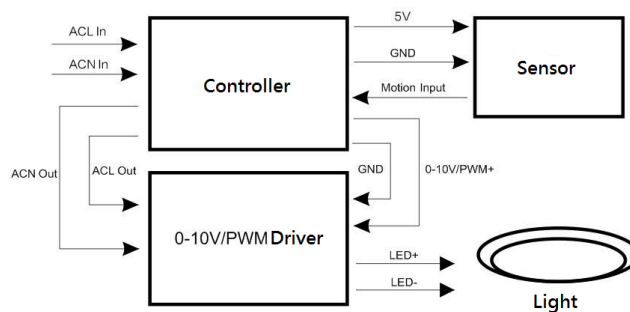 ACL In
ACN In
Controller
5V
GND
Motion Input
Sensor
ACN Out
ACL Out
GND
0-10V/PWM+
0-10V/PWM Driver
LED+
LED-
Light